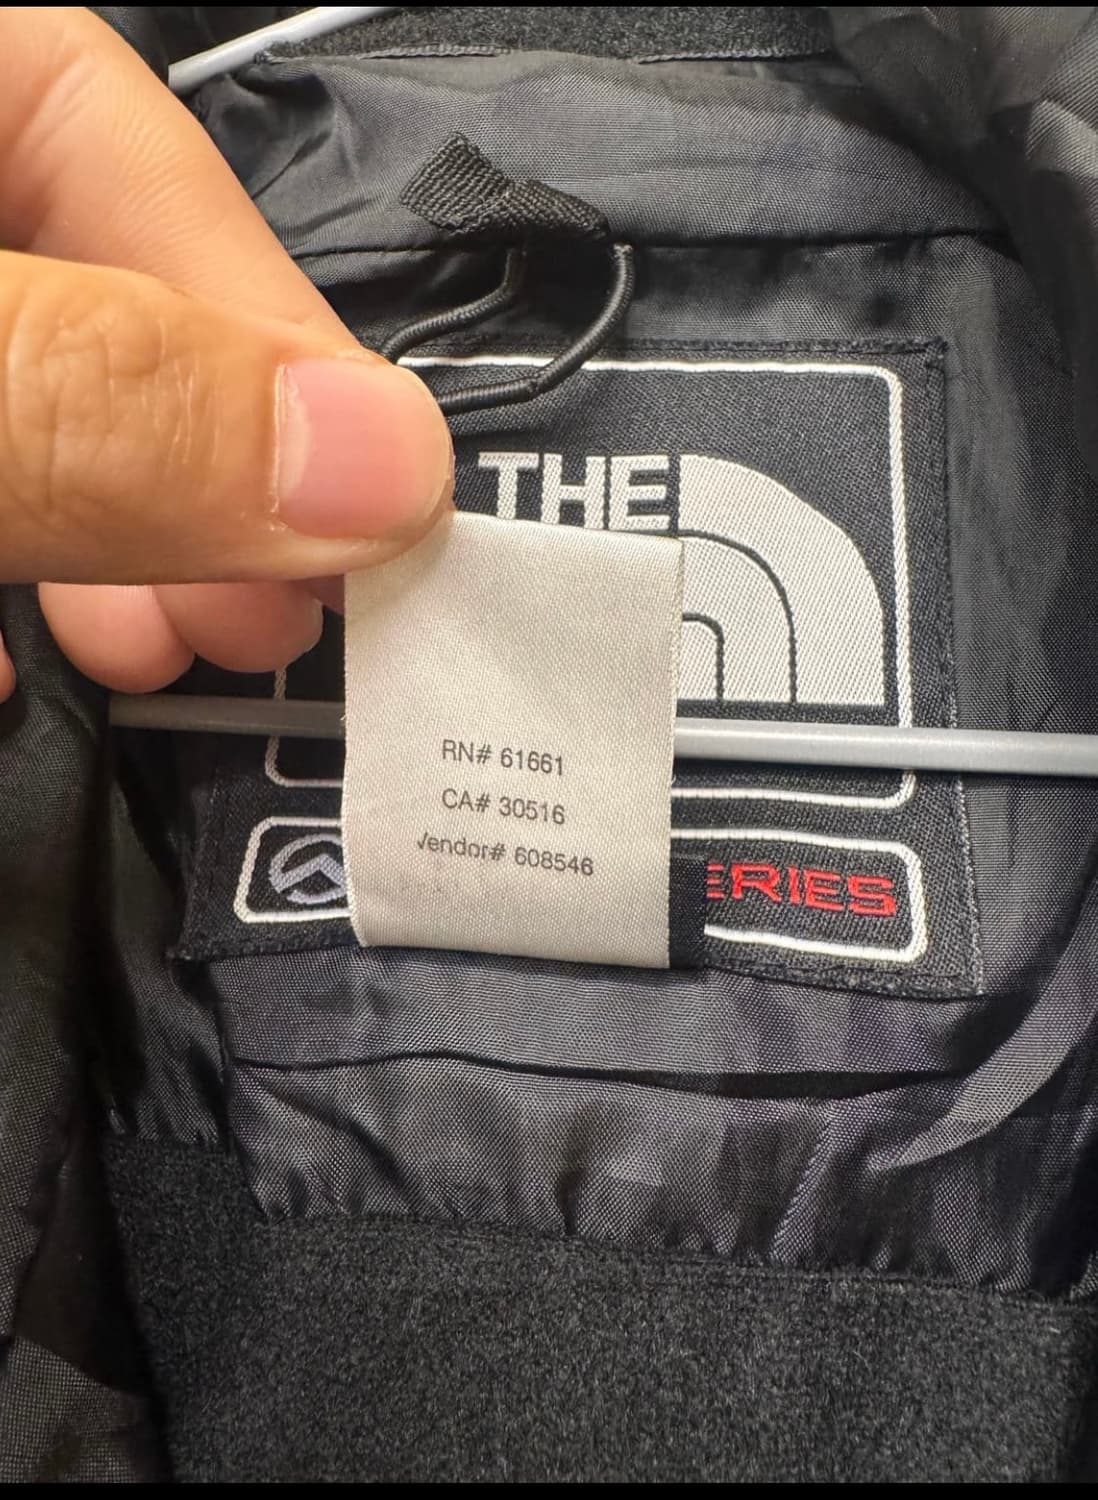 THE
RN# 61661
CA# 30516
Vendor# 608546
ERIES